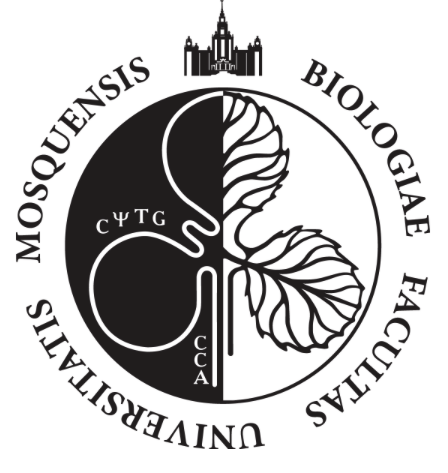 BIOLOGIAE FACULTAS
UNIVERSITATIS MOSQUENSIS
CΨTG
CCA